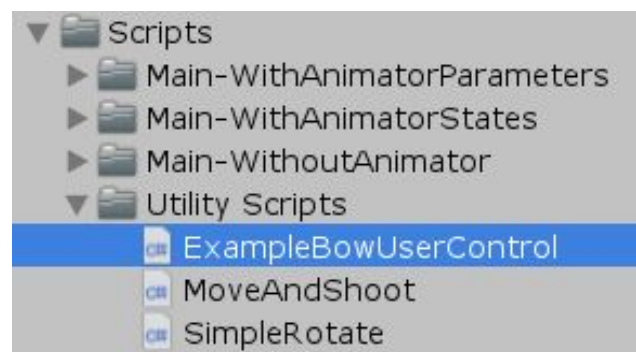 Scripts
Main-WithAnimatorParameters
Main-WithAnimatorStates
Main-WithoutAnimator
Utility Scripts
C# ExampleBowUserControl
C# MoveAndShoot
C# SimpleRotate